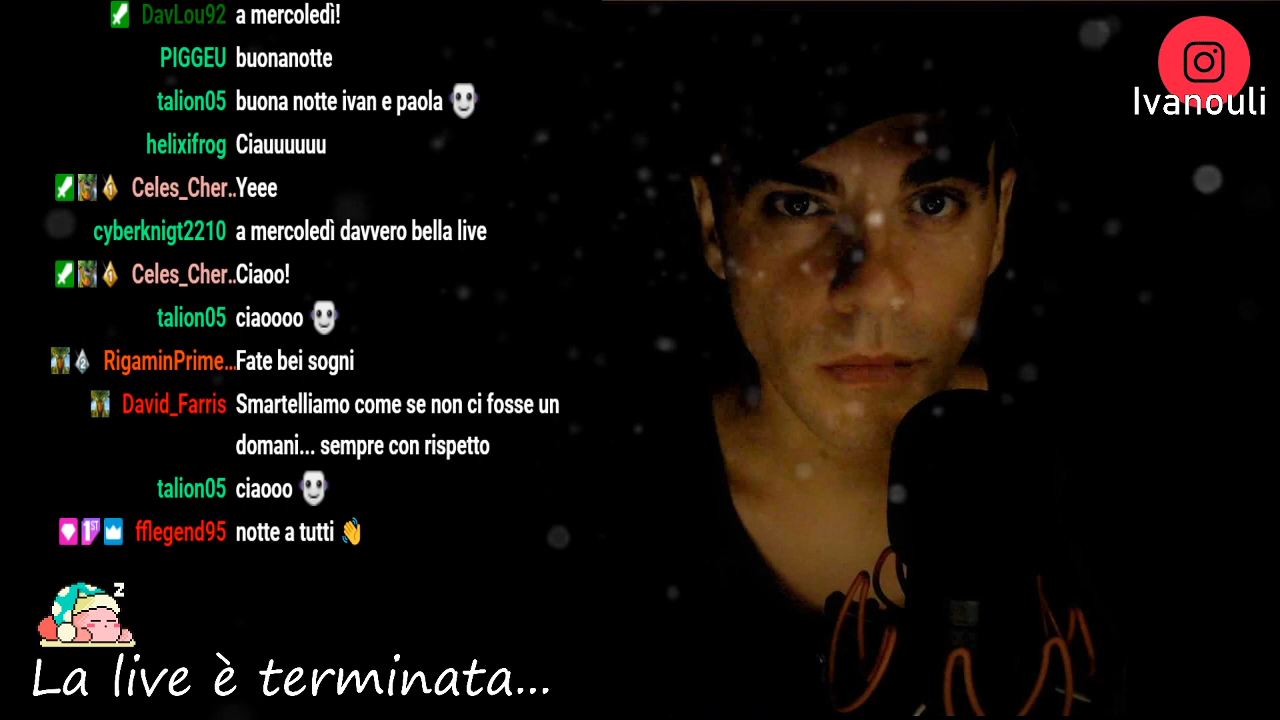 DavLou92 a mercoledì!
PIGGEU buonanotte
talion05 buona notte ivan e paola
helixifrog Ciauuuuuu
Celes_Cher.. Yeee
cyberknigt2210 a mercoledì davvero bella live
Celes_Cher.. Ciaoo!
talion05 ciaoooo
RigaminPrime... Fate bei sogni
David_Farris Smartelliamo come se non ci fosse un
domani... sempre con rispetto
talion05 ciaooo
1ST fflegend95 notte a tutti 👋
Z
La live è terminata...
Ivanouli